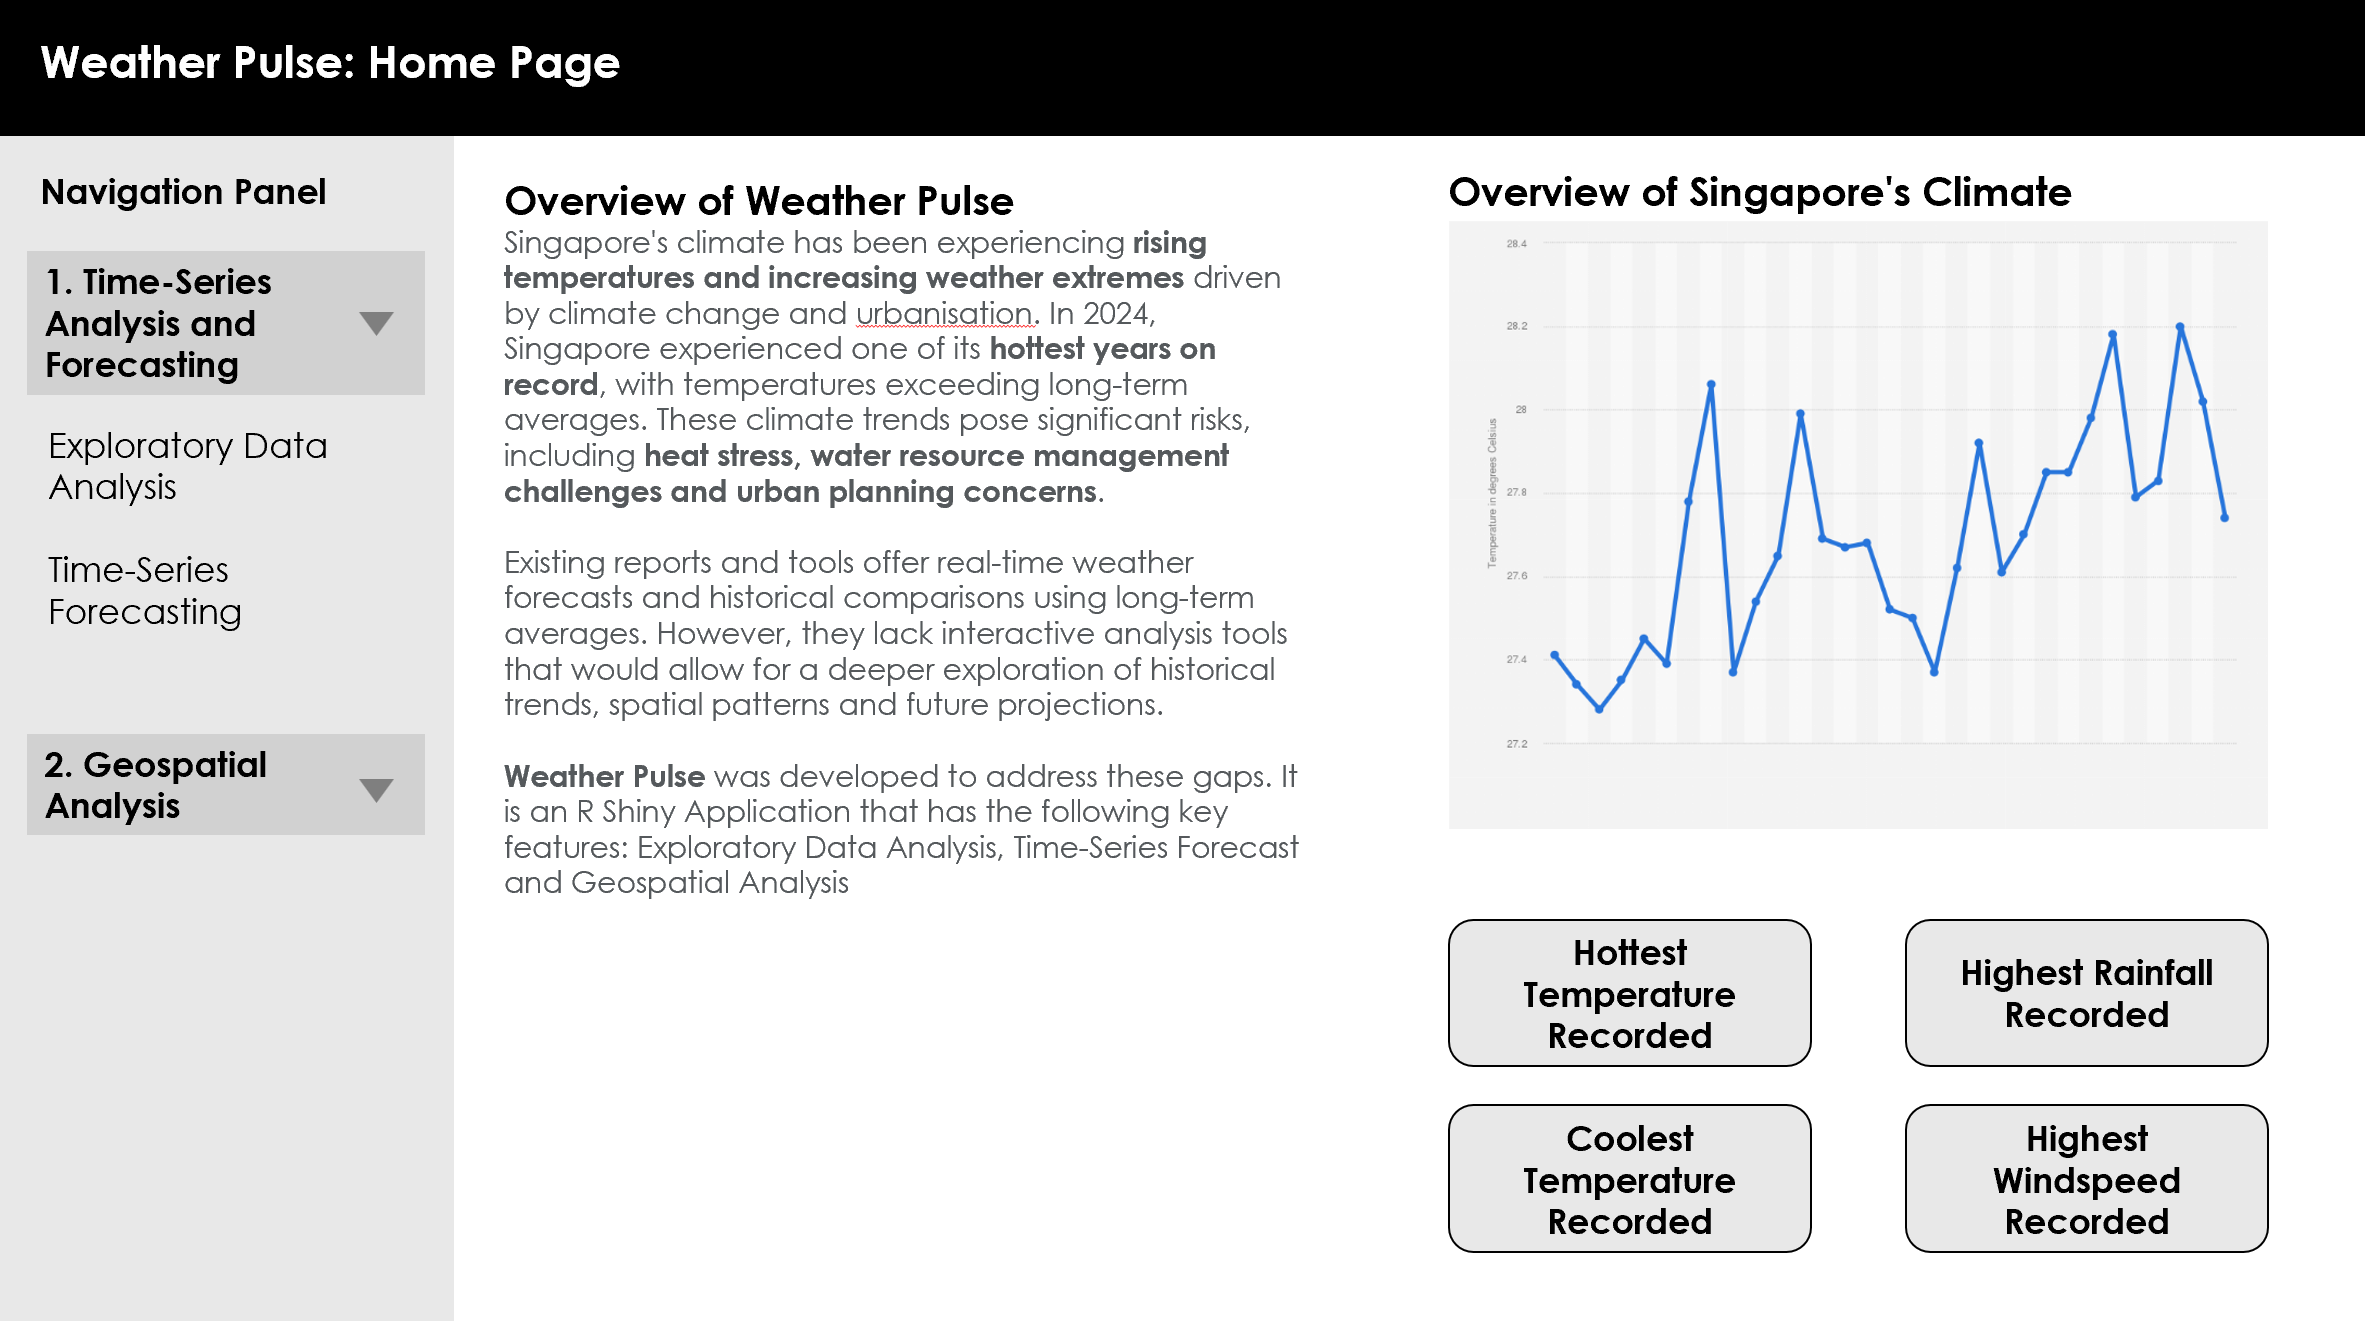 Weather Pulse: Home Page
Navigation Panel
1. Time-Series
Analysis and
Forecasting
Exploratory Data
Analysis
Time-Series
Forecasting
2. Geospatial
Analysis
Overview of Weather Pulse
Singapore's climate has been experiencing rising
temperatures and increasing weather extremes driven
by climate change and urbanisation. In 2024,
Singapore experienced one of its hottest years on
record, with temperatures exceeding long-term
averages. These climate trends pose significant risks,
including heat stress, water resource management
challenges and urban planning concerns.
Existing reports and tools offer real-time weather
forecasts and historical comparisons using long-term
averages. However, they lack interactive analysis tools
that would allow for a deeper exploration of historical
trends, spatial patterns and future projections.
Weather Pulse was developed to address these gaps. It
is an R Shiny Application that has the following key
features: Exploratory Data Analysis, Time-Series Forecast
and Geospatial Analysis
Overview of Singapore's Climate
Temperature in degrees Celsius
28.4
28.2
28
27.8
27.6
27.4
27.2
Hottest
Temperature
Recorded
Highest Rainfall
Recorded
Coolest
Temperature
Recorded
Highest
Windspeed
Recorded